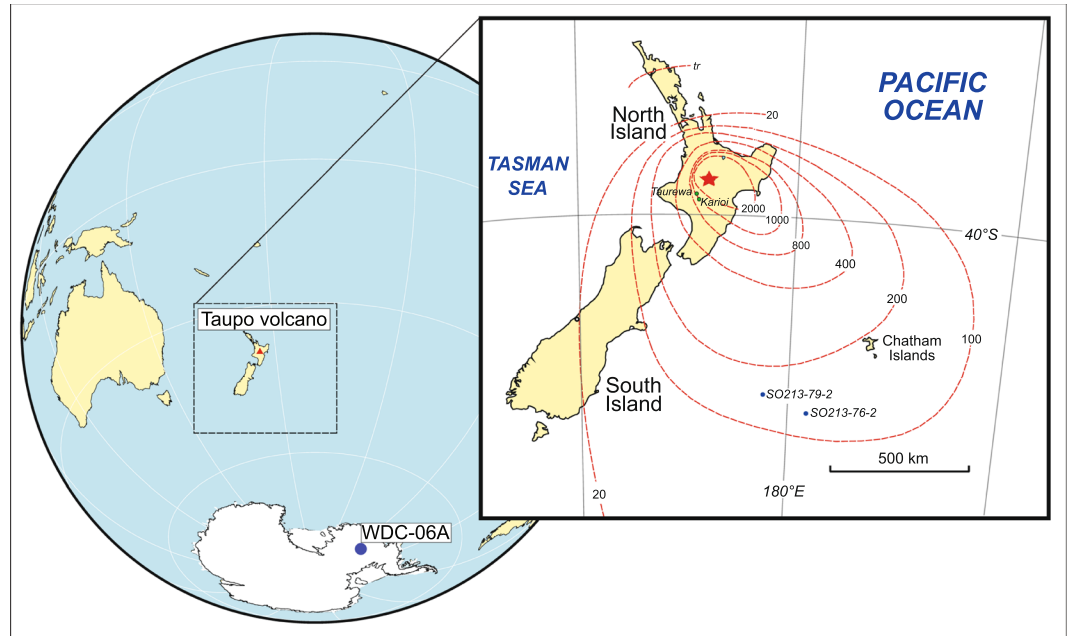 Taupo volcano
WDC-06A
PACIFIC
OCEAN
TASMAN
SEA
North
Island
South
Island
tr
20
Taurewa
Karioi
2000
1000
800
400
200
100
40°S
Chatham
Islands
SO213-79-2
SO213-76-2
500 km
180°E
20